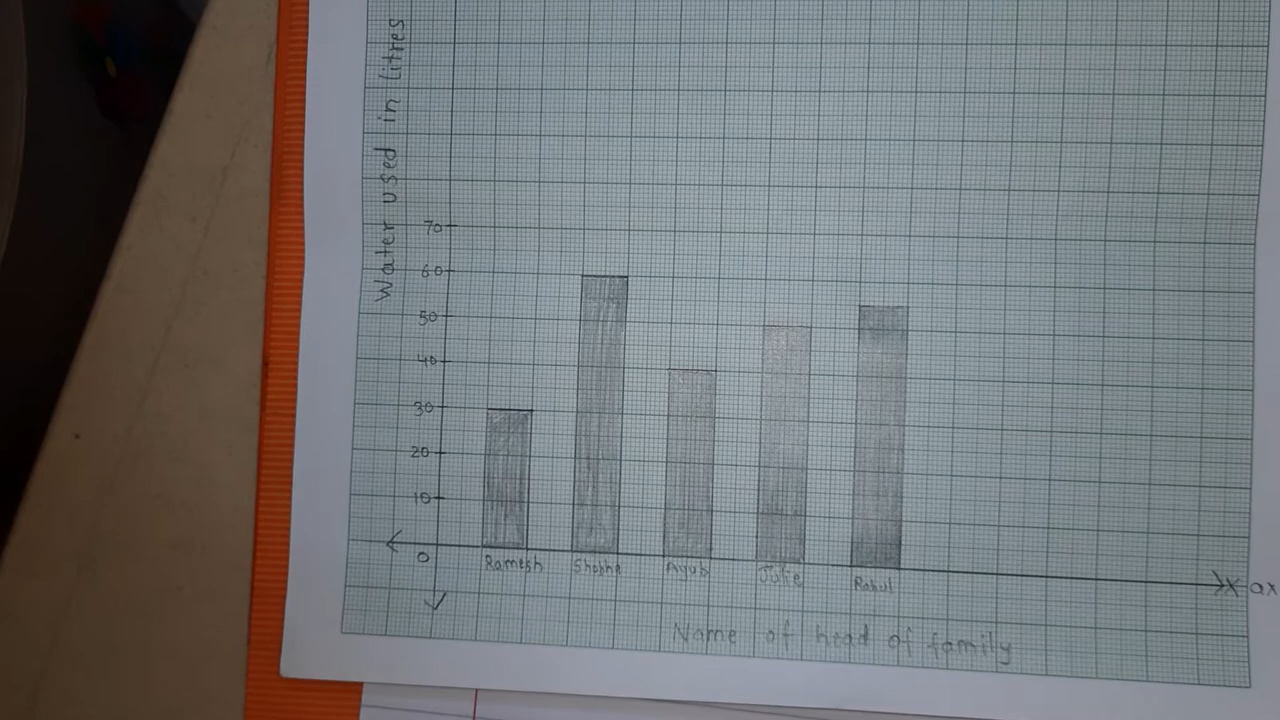 Water used in litres
70
60
50
40
30
20
10
0
Ramesh Shobha Ayub Julie Rahul
X ax
Name of head of family